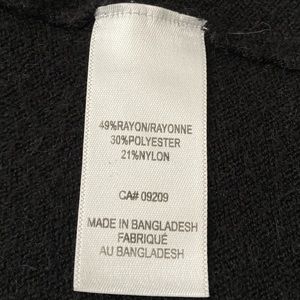 49%RAYON/RAYONNE
30%POLYESTER
21%NYLON
CA# 09209
MADE IN BANGLADESH
FABRIQUÉ
AU BANGLADESH